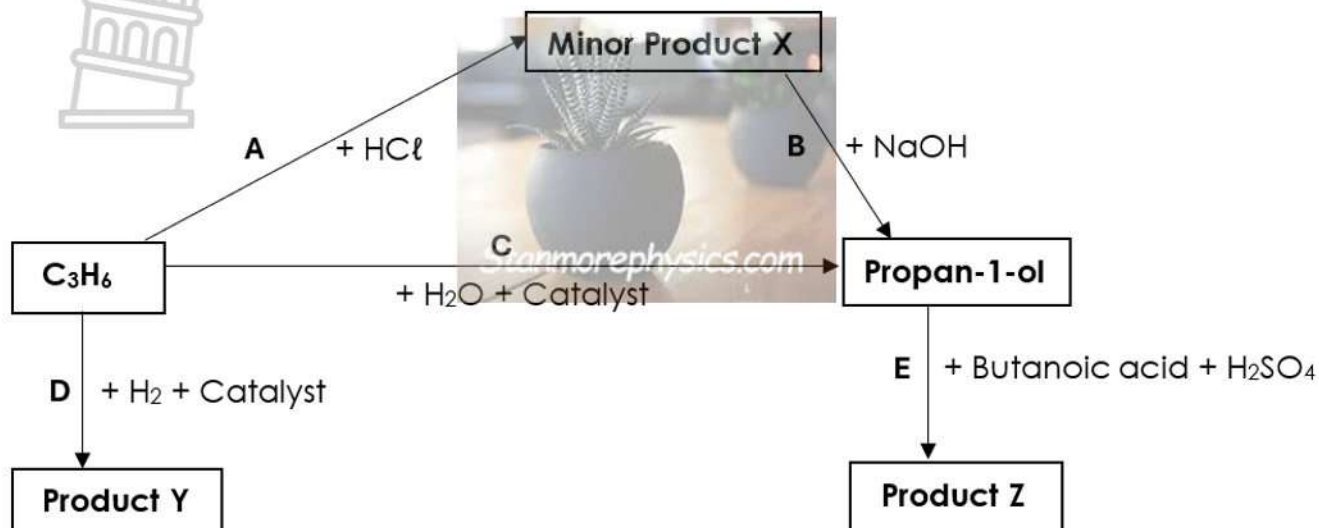 Minor Product X
A
+ HCℓ
B
+ NaOH
C₃H₆
C
Stanmorephysics.com
+ H₂O + Catalyst
Propan-1-ol
D
+ H₂ + Catalyst
E
+ Butanoic acid + H₂SO₄
Product Y
Product Z